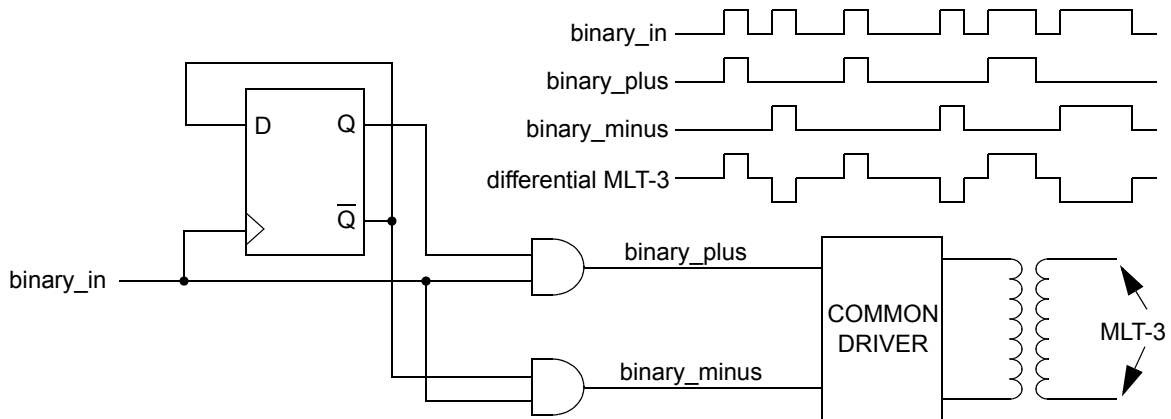 binary_in
binary_plus
binary_minus
differential MLT-3
D Q
Q̅
binary_in
binary_plus
binary_minus
COMMON
DRIVER
MLT-3